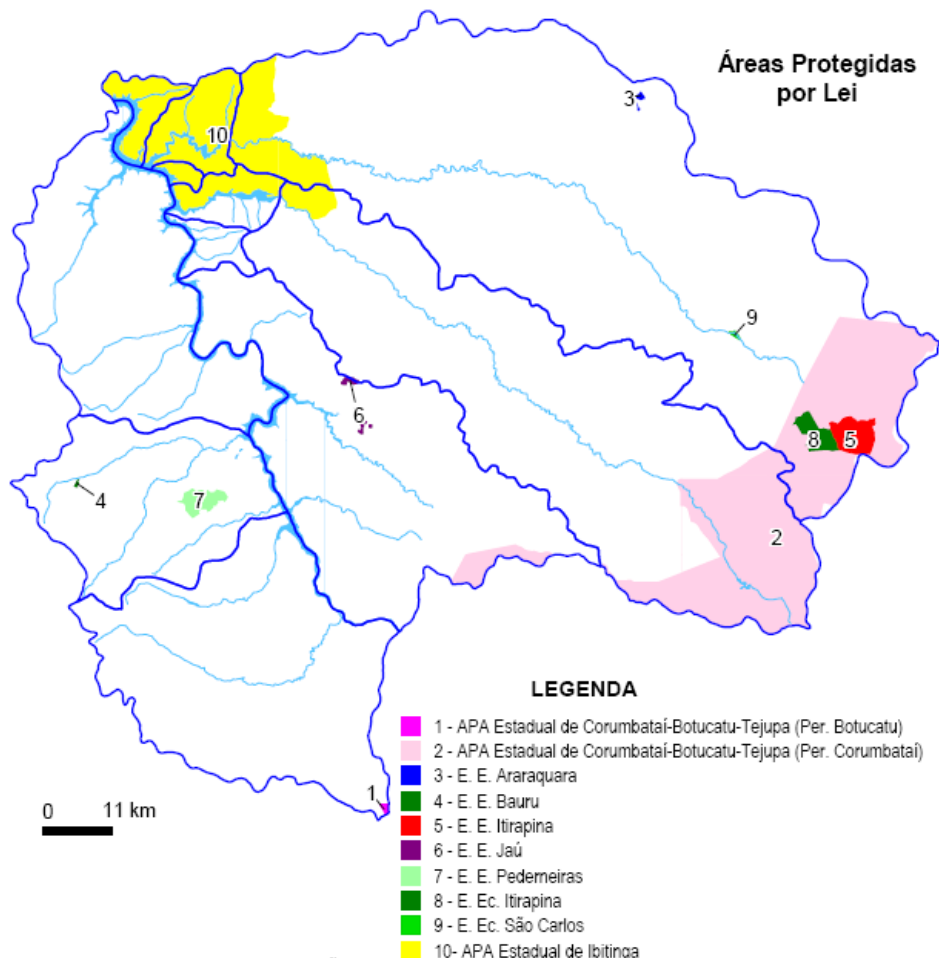 Áreas Protegidas
por Lei
3
10
9
6
8
5
4
7
2
LEGENDA
1 - APA Estadual de Corumbataí-Botucatu-Tejupa (Per. Botucatu)
2 - APA Estadual de Corumbataí-Botucatu-Tejupa (Per. Corumbataí)
3 - E. E. Araraquara
4 - E. E. Bauru
5 - E. E. Itirapina
6 - E. E. Jaú
7 - E. E. Pederneiras
8 - E. Ec. Itirapina
9 - E. Ec. São Carlos
10- APA Estadual de Ibitinga
1
0 11 km